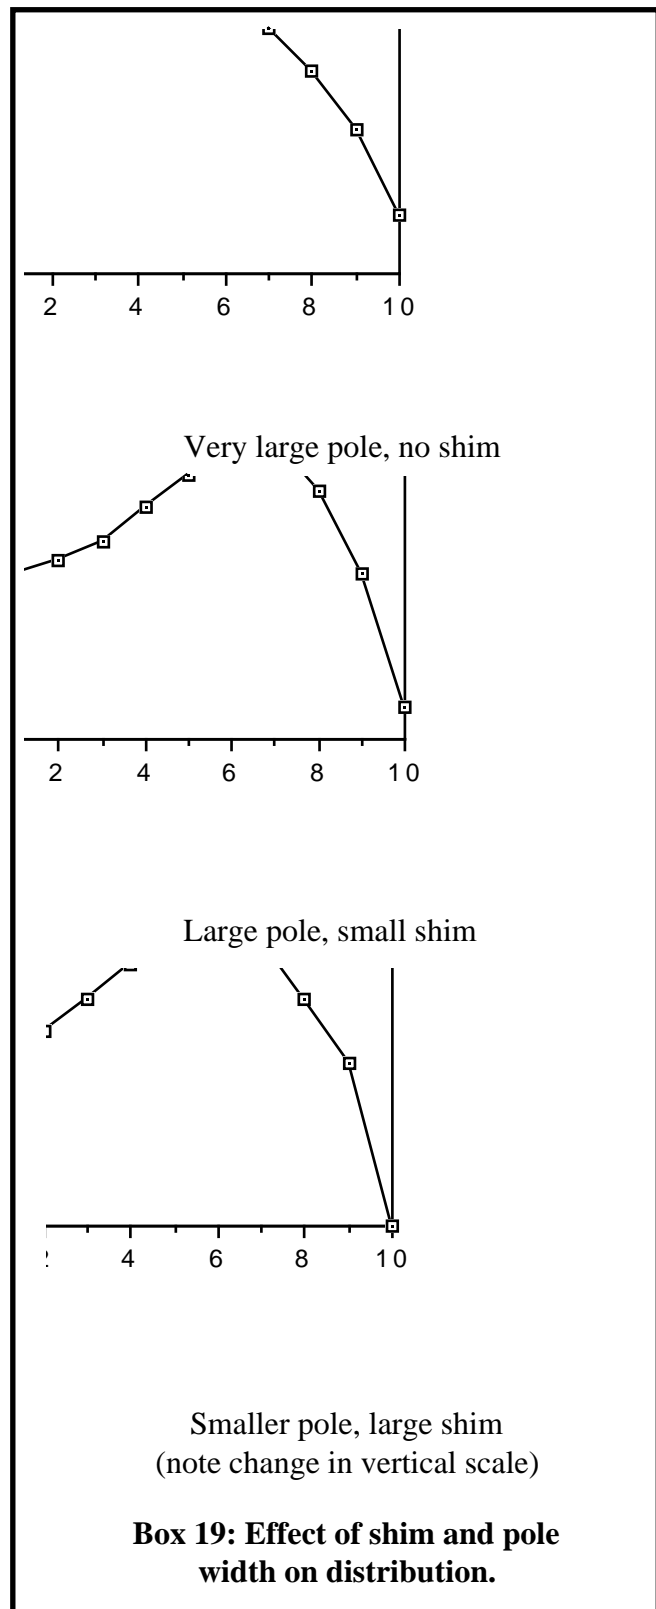 2 4 6 8 10
Very large pole, no shim
2 4 6 8 10
Large pole, small shim
4 6 8 10
Smaller pole, large shim
(note change in vertical scale)
Box 19: Effect of shim and pole
width on distribution.